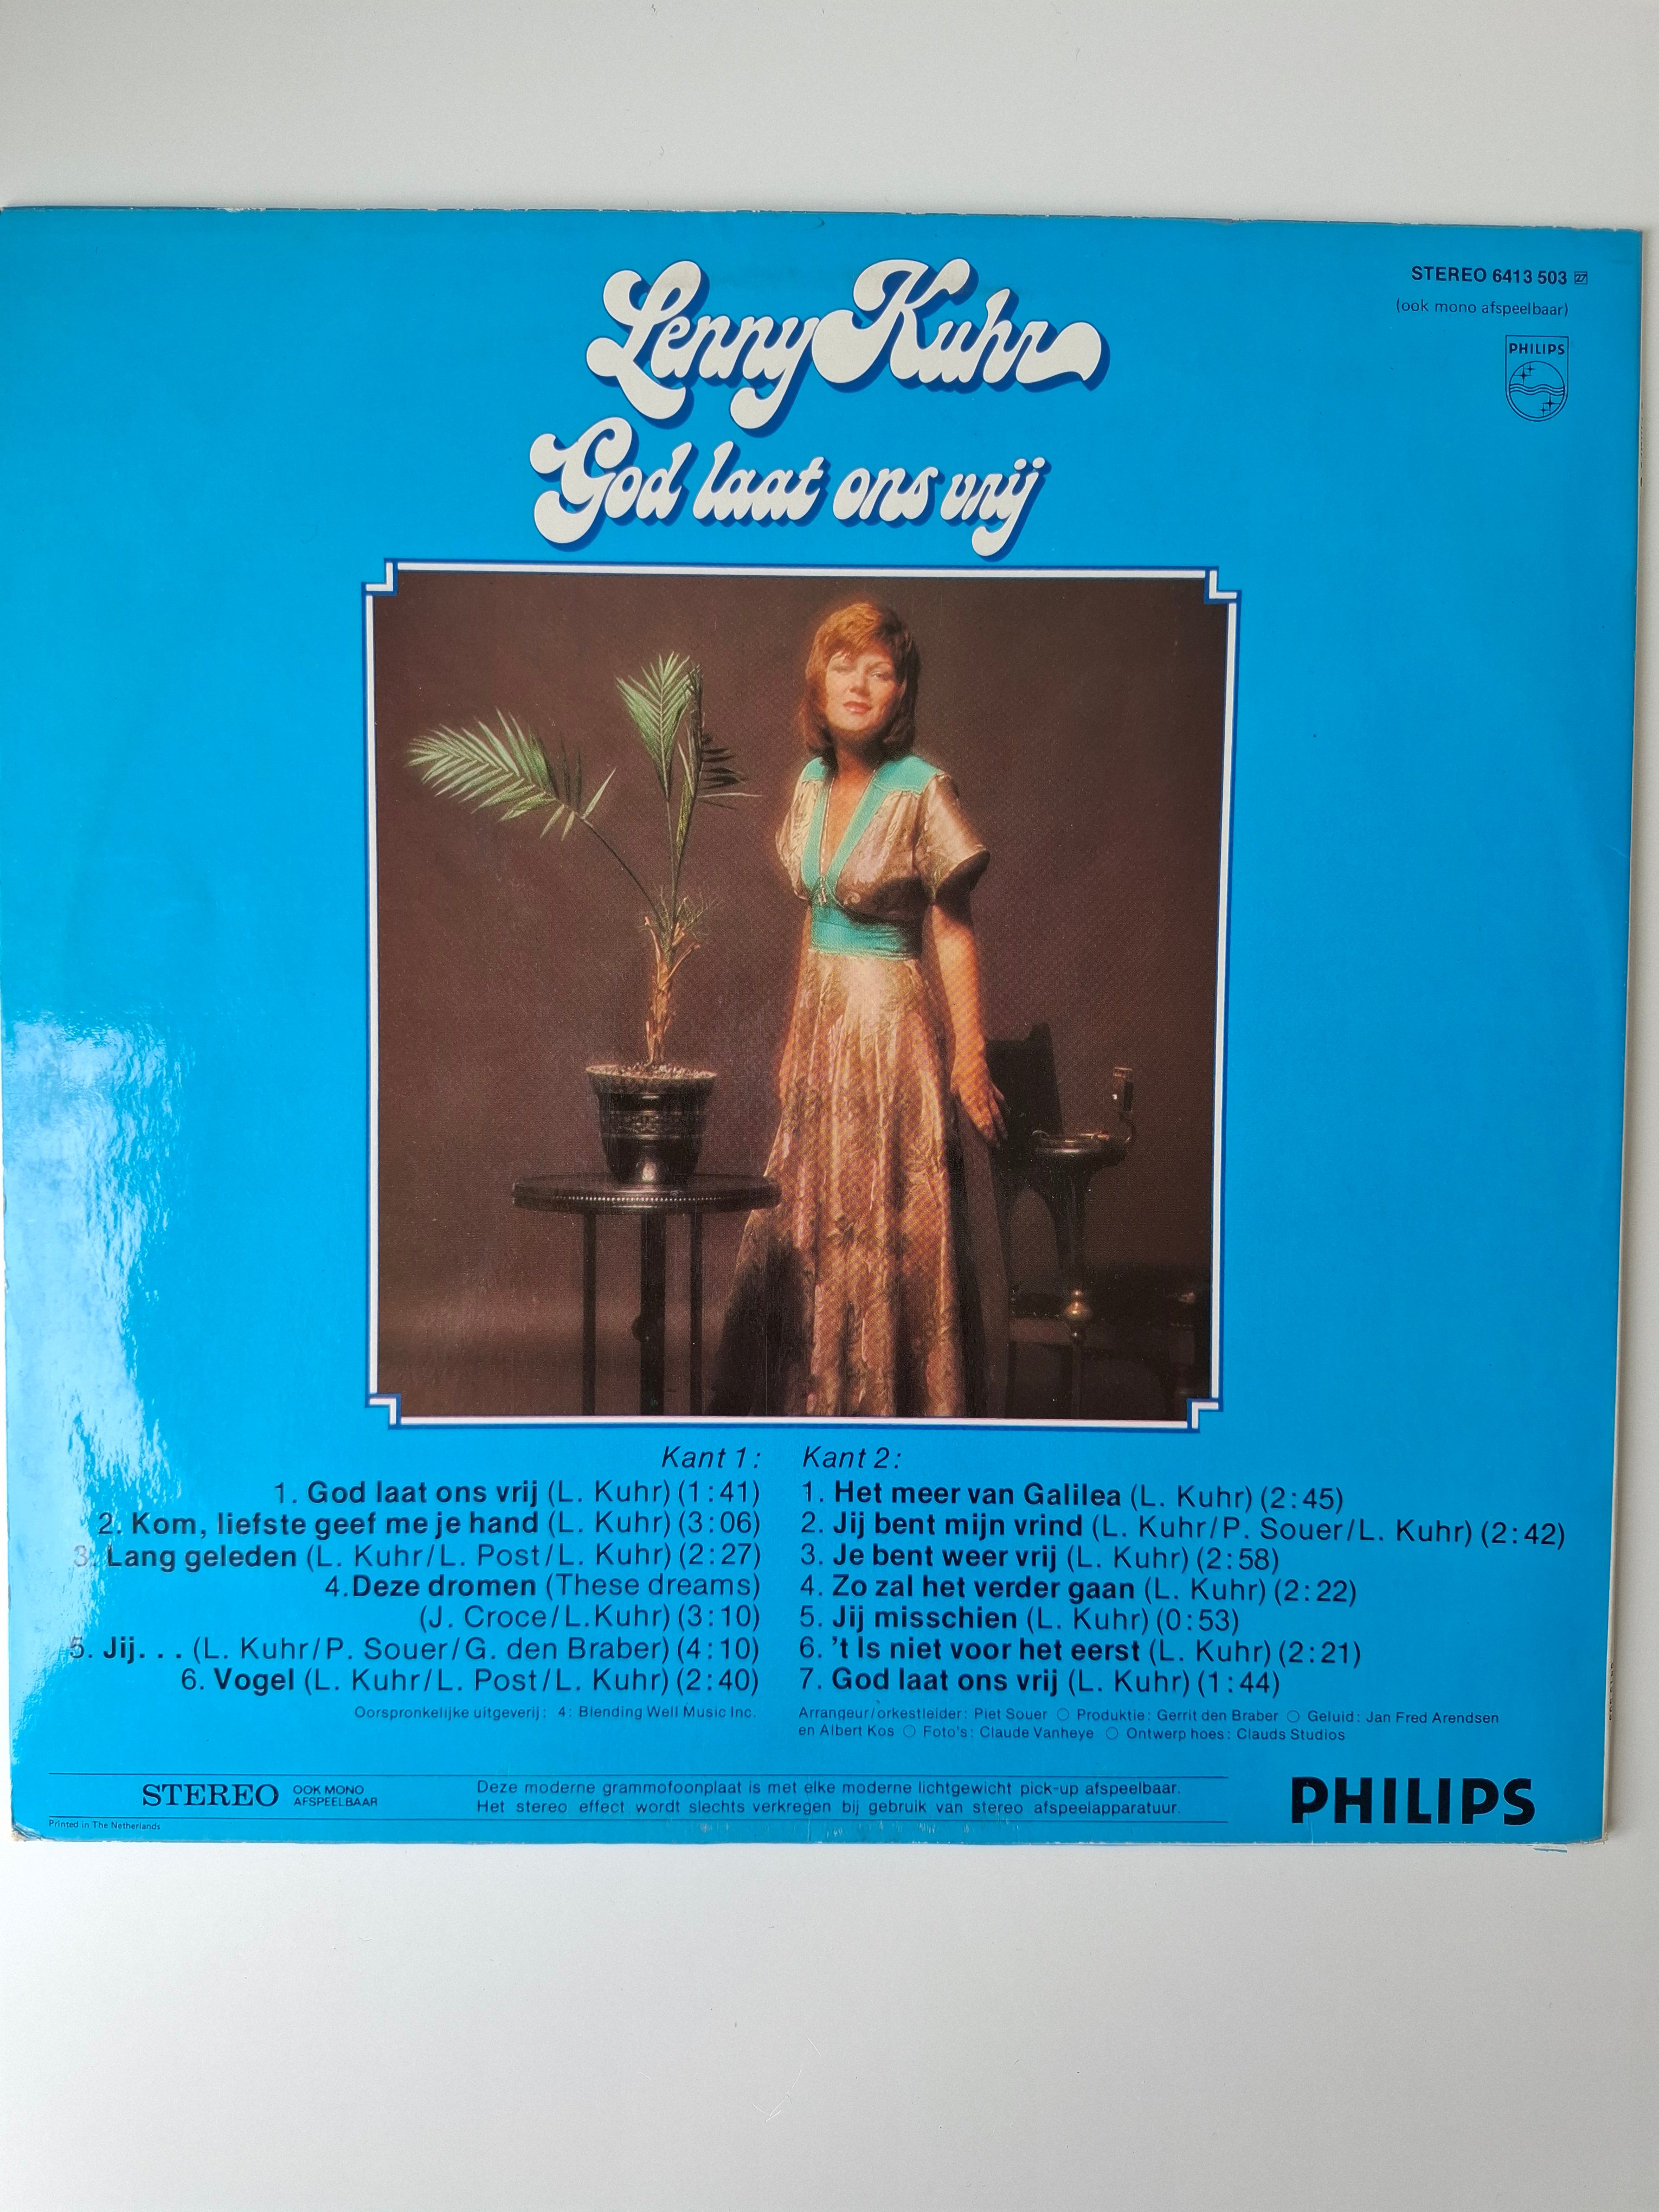 STEREO 6413 503 27
(ook mono afspeelbaar)
PHILIPS
Lenny Kuhr
God laat ons vrij
Kant 1:
1. God laat ons vrij (L. Kuhr) (1:41)
2. Kom, liefste geef me je hand (L. Kuhr) (3:06)
3. Lang geleden (L. Kuhr/L. Post/L. Kuhr) (2:27)
4. Deze dromen (These dreams)
(J. Croce/L.Kuhr) (3:10)
5. Jij. . . (L. Kuhr/P. Souer/G. den Braber) (4:10)
6. Vogel (L. Kuhr/L. Post/L. Kuhr) (2:40)
Oorspronkelijke uitgeverij: 4: Blending Well Music Inc.
Kant 2:
1. Het meer van Galilea (L. Kuhr) (2:45)
2. Jij bent mijn vrind (L. Kuhr/P. Souer/L. Kuhr) (2:42)
3. Je bent weer vrij (L. Kuhr) (2:58)
4. Zo zal het verder gaan (L. Kuhr) (2:22)
5. Jij misschien (L. Kuhr) (0:53)
6. 't Is niet voor het eerst (L. Kuhr) (2:21)
7. God laat ons vrij (L. Kuhr) (1:44)
Arrangeur/orkestleider: Piet Souer ○ Produktie: Gerrit den Braber ○ Geluid: Jan Fred Arendsen
en Albert Kos ○ Foto's: Claude Vanheye ○ Ontwerp hoes: Clauds Studios
STEREO OOK MONO
AFSPEELBAAR
Deze moderne grammofoonplaat is met elke moderne lichtgewicht pick-up afspeelbaar.
Het stereo effect wordt slechts verkregen bij gebruik van stereo afspeelapparatuur.
PHILIPS
Printed in The Netherlands